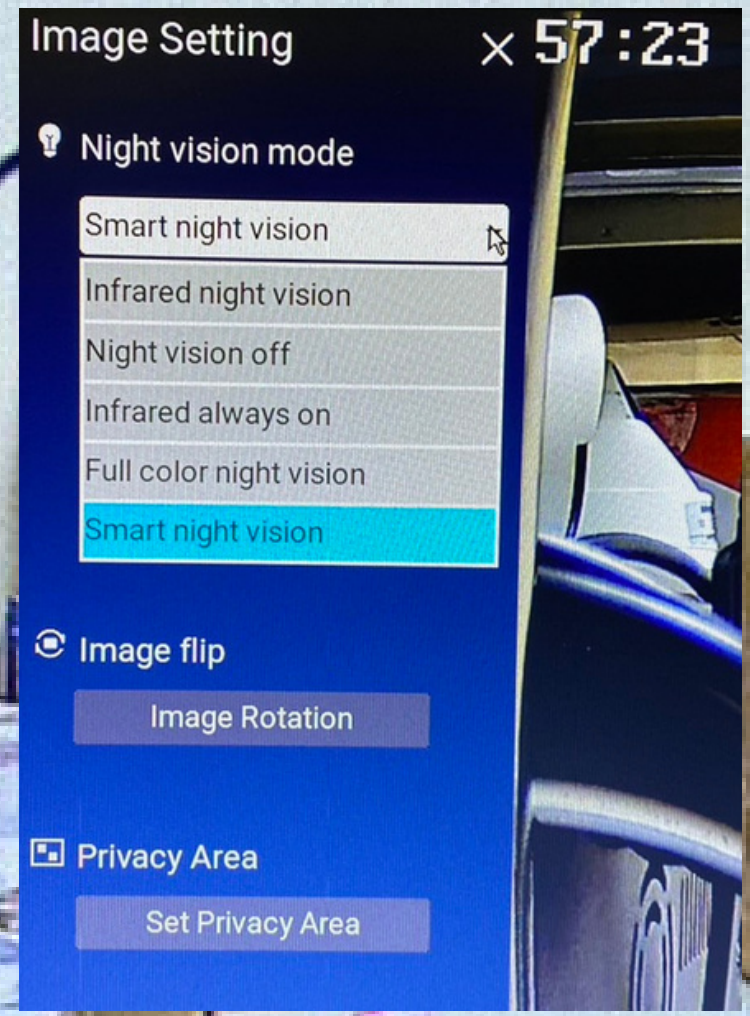 Image Setting
× 57:23
Night vision mode
Smart night vision
Infrared night vision
Night vision off
Infrared always on
Full color night vision
Smart night vision
Image flip
Image Rotation
Privacy Area
Set Privacy Area